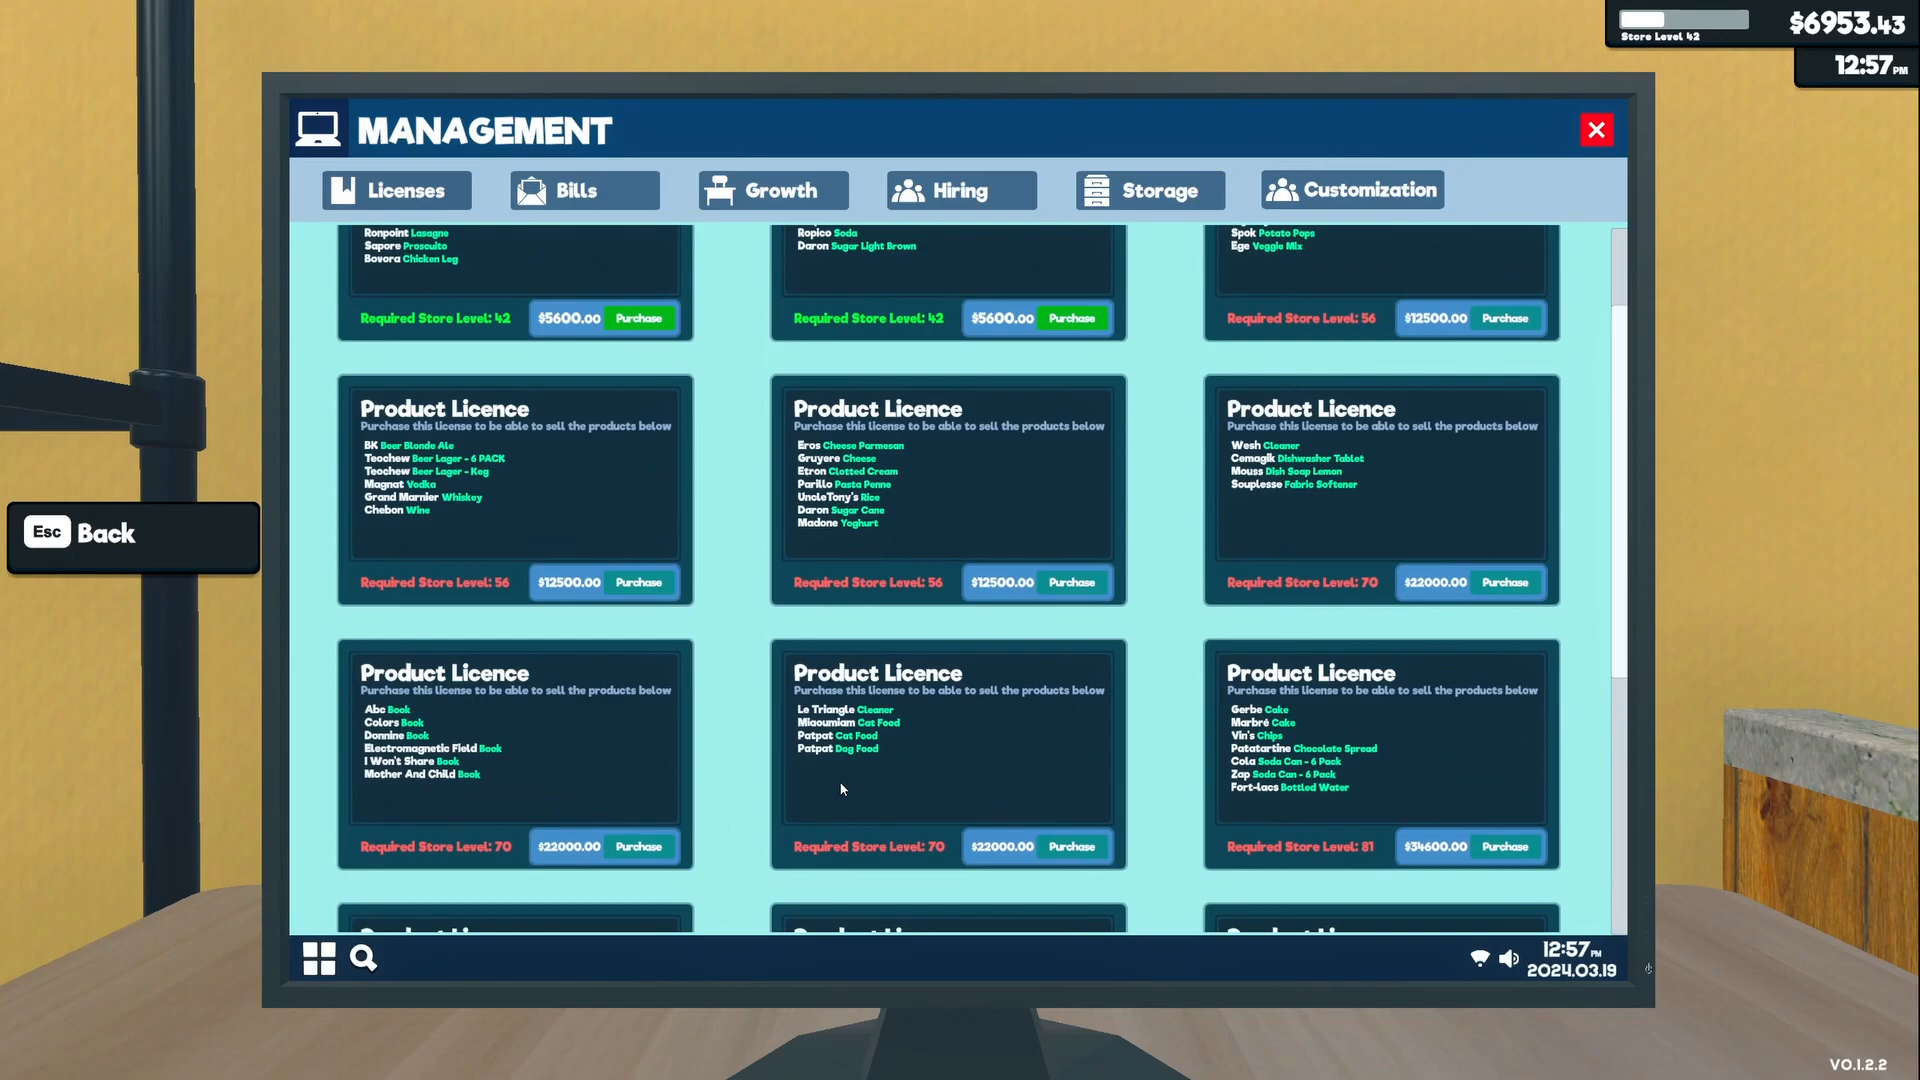 $6953.43
Store Level 42
12:57 PM
MANAGEMENT
Licenses
Bills
Growth
Hiring
Storage
Customization
Ronpoint Lasagne
Sapore Proscuito
Bovora Chicken Leg
Required Store Level: 42
$5600.00 Purchase
Ropico Soda
Daron Sugar Light Brown
Required Store Level: 42
$5600.00 Purchase
Spok Potato Pops
Ege Veggie Mix
Required Store Level: 56
$12500.00 Purchase
Product Licence
Purchase this license to be able to sell the products below
BK Beer Blonde Ale
Teochew Beer Lager - 6 PACK
Teochew Beer Lager - Keg
Magnat Vodka
Grand Marnier Whiskey
Chebon Wine
Required Store Level: 56
$12500.00 Purchase
Product Licence
Purchase this license to be able to sell the products below
Eros Cheese Parmesan
Gruyere Cheese
Etron Clotted Cream
Parillo Pasta Penne
UncleTony's Rice
Daron Sugar Cane
Madone Yoghurt
Required Store Level: 56
$12500.00 Purchase
Product Licence
Purchase this license to be able to sell the products below
Wesh Cleaner
Cemagik Dishwasher Tablet
Mouss Dish Soap Lemon
Souplesse Fabric Softener
Required Store Level: 70
$22000.00 Purchase
Esc Back
Product Licence
Purchase this license to be able to sell the products below
Abc Book
Colors Book
Donnine Book
Electromagnetic Field Book
I Won't Share Book
Mother And Child Book
Required Store Level: 70
$22000.00 Purchase
Product Licence
Purchase this license to be able to sell the products below
Le Triangle Cleaner
Miaoumiam Cat Food
Patpat Cat Food
Patpat Dog Food
Required Store Level: 70
$22000.00 Purchase
Product Licence
Purchase this license to be able to sell the products below
Gerbe Cake
Marbré Cake
Vin's Chips
Patatartine Chocolate Spread
Cola Soda Can - 6 Pack
Zap Soda Can - 6 Pack
Fort-lacs Bottled Water
Required Store Level: 81
$34600.00 Purchase
12:57 PM
2024.03.19
V0.1.2.2